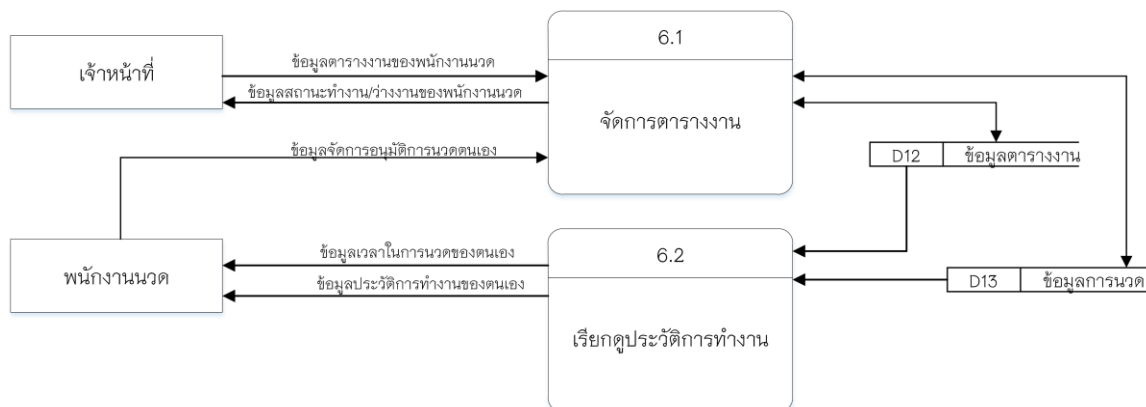 6.1
เจ้าหน้าที่
ข้อมูลตารางงานของพนักงานนวด
ข้อมูลสถานะทำงาน/ว่างงานของพนักงานนวด
จัดการตารางงาน
ข้อมูลจัดการอนุมัติการนวดตนเอง
D12 ข้อมูลตารางงาน
6.2
พนักงานนวด
ข้อมูลเวลาในการนวดของตนเอง
ข้อมูลประวัติการทำงานของตนเอง
D13 ข้อมูลการนวด
เรียกดูประวัติการทำงาน